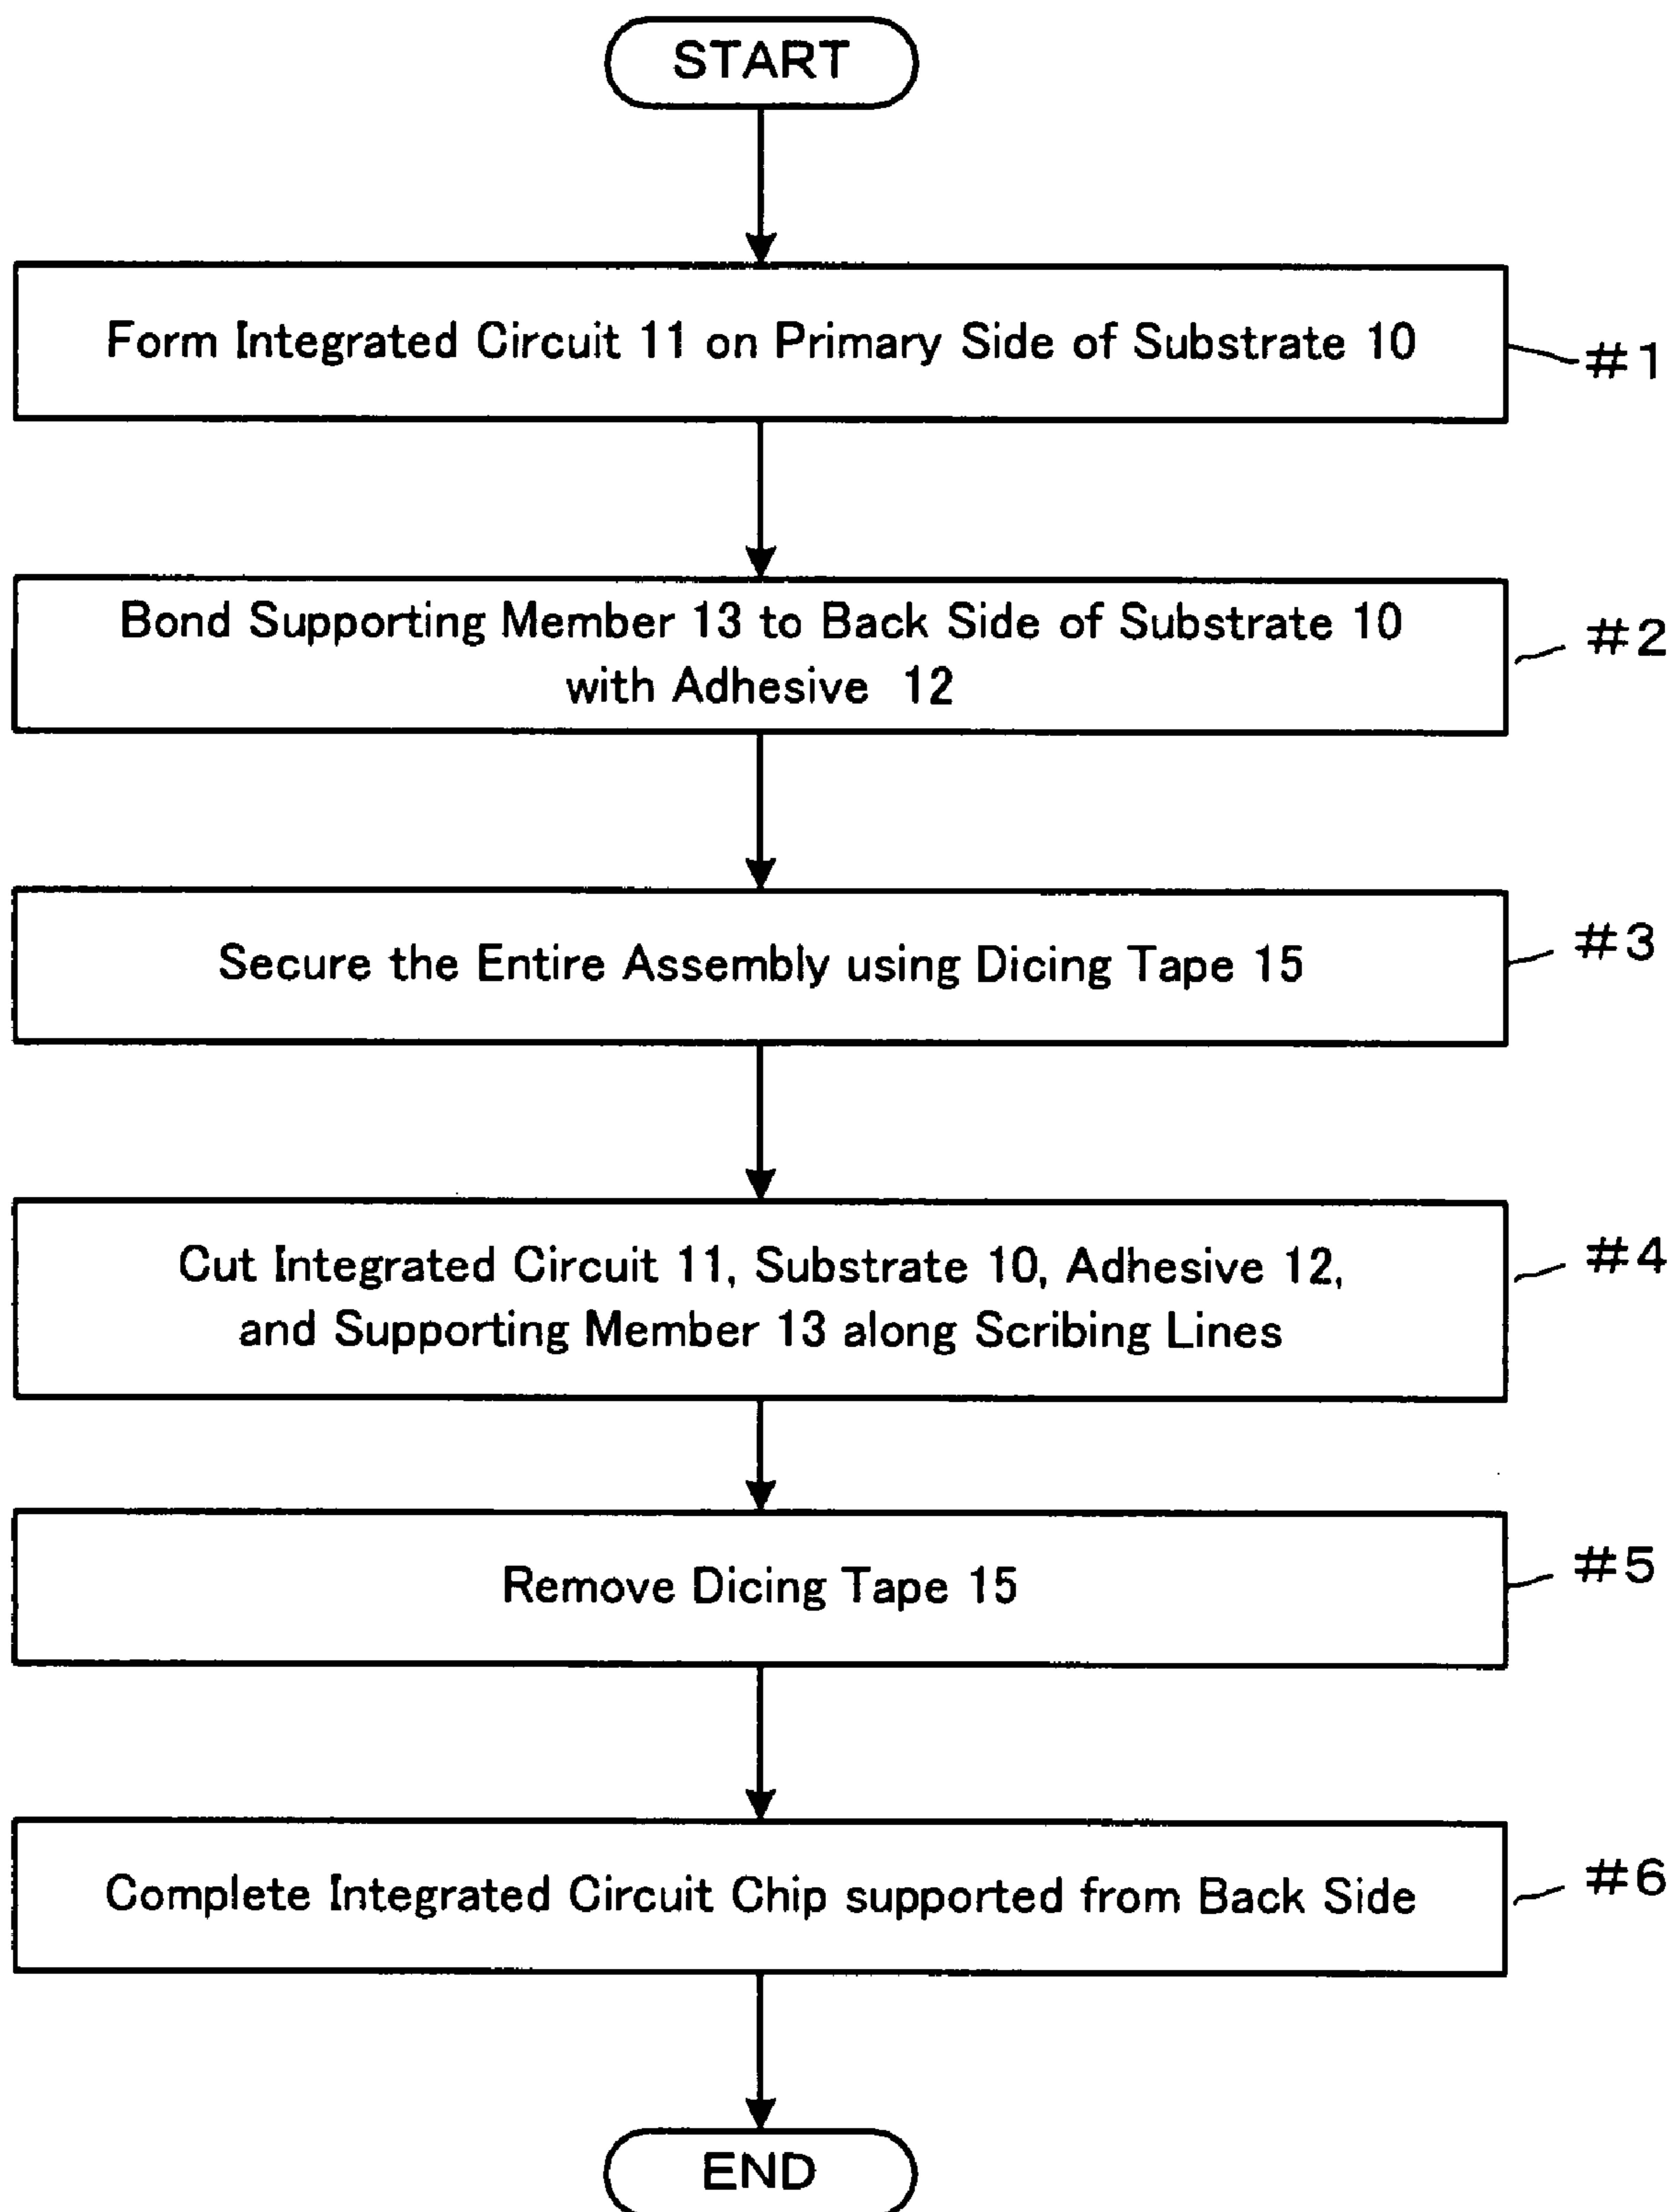 START
Form Integrated Circuit 11 on Primary Side of Substrate 10
#1
Bond Supporting Member 13 to Back Side of Substrate 10
with Adhesive 12
#2
Secure the Entire Assembly using Dicing Tape 15
#3
Cut Integrated Circuit 11, Substrate 10, Adhesive 12,
and Supporting Member 13 along Scribing Lines
#4
Remove Dicing Tape 15
#5
Complete Integrated Circuit Chip supported from Back Side
#6
END